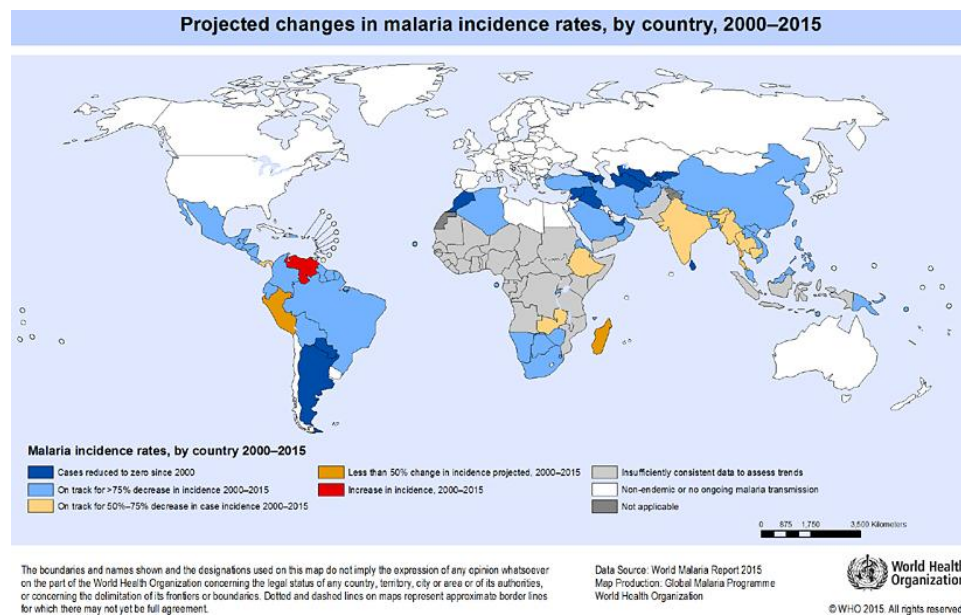 Projected changes in malaria incidence rates, by country, 2000–2015
Malaria incidence rates, by country 2000–2015
Cases reduced to zero since 2000
On track for >75% decrease in incidence 2000–2015
On track for 50%–75% decrease in case incidence 2000–2015
Less than 50% change in incidence projected, 2000–2015
Increase in incidence, 2000–2015
Insufficiently consistent data to assess trends
Non-endemic or no ongoing malaria transmission
Not applicable
0 875 1,750 3,500 Kilometers
The boundaries and names shown and the designations used on this map do not imply the expression of any opinion whatsoever
on the part of the World Health Organization concerning the legal status of any country, territory, city or area or of its authorities,
or concerning the delimitation of its frontiers or boundaries. Dotted and dashed lines on maps represent approximate border lines
for which there may not yet be full agreement.
Data Source: World Malaria Report 2015
Map Production: Global Malaria Programme
World Health Organization
World Health
Organization
© WHO 2015. All rights reserved